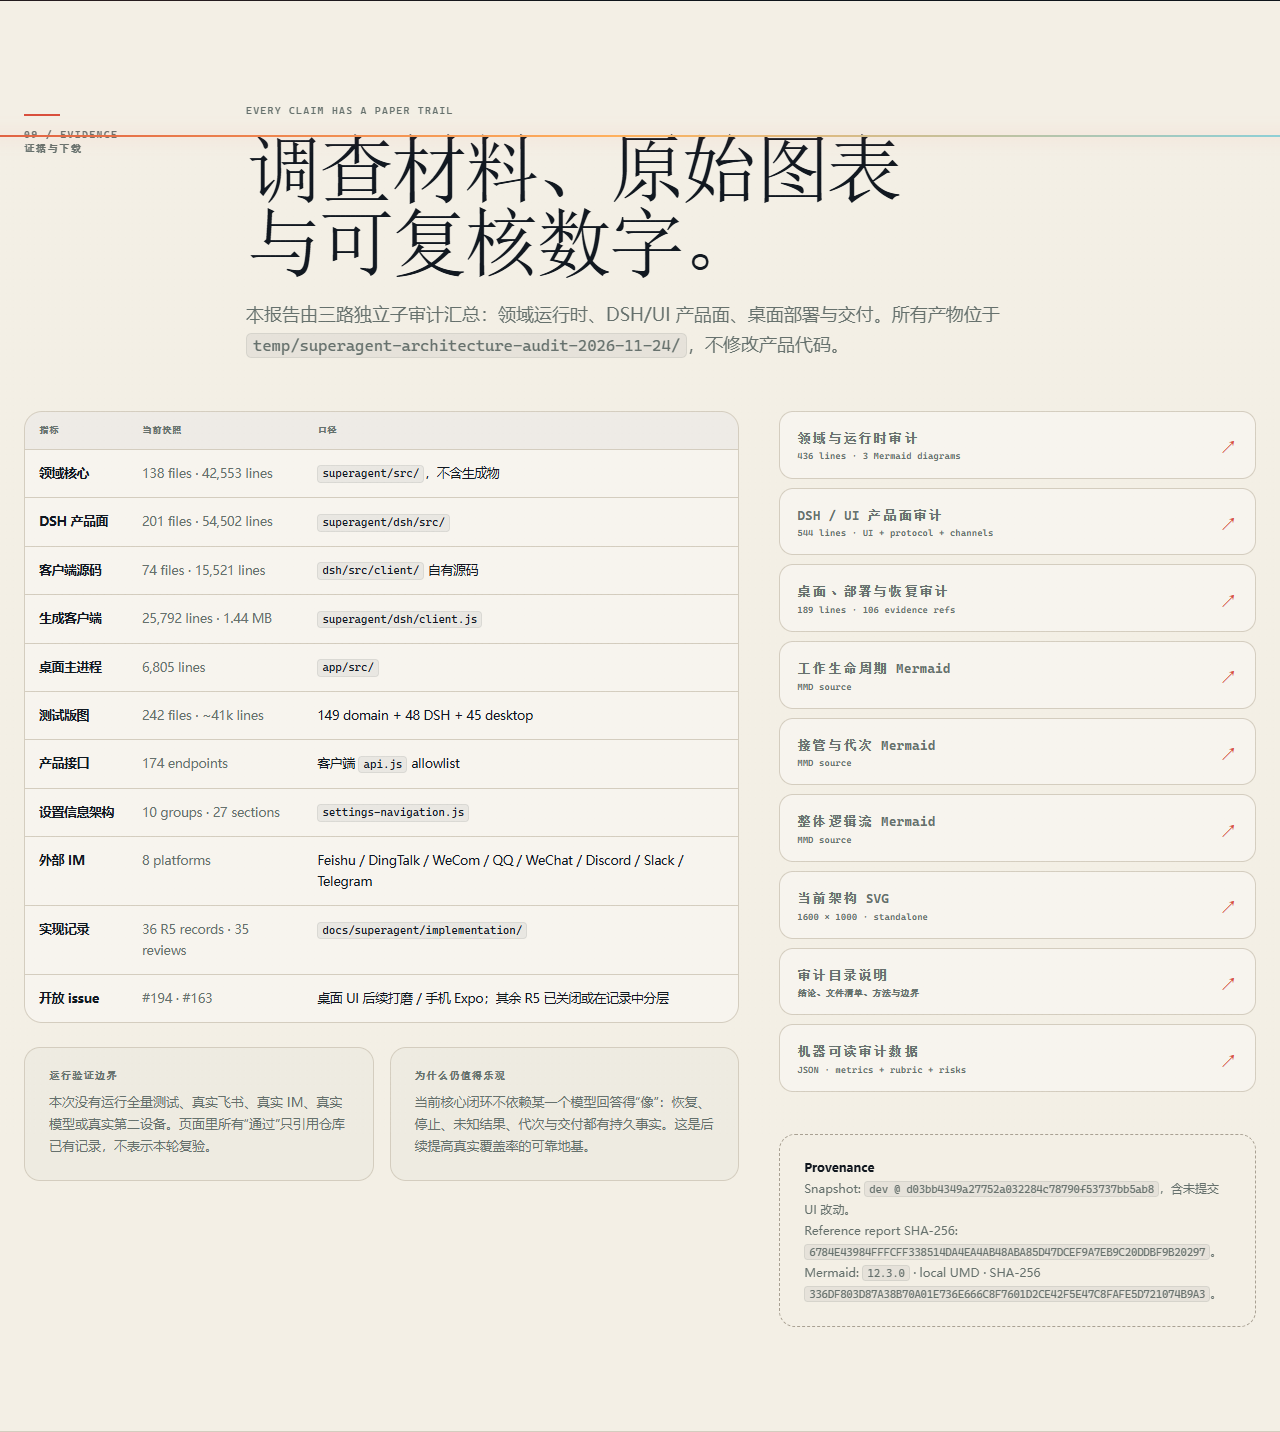 EVERY CLAIM HAS A PAPER TRAIL
09 / EVIDENCE
证据与下载
调查材料、原始图表
与可复核数字。
本报告由三路独立子审计汇总：领域运行时、DSH/UI 产品面、桌面部署与交付。所有产物位于
temp/superagent-architecture-audit-2026-11-24/，不修改产品代码。
指标 当前快照 口径
领域核心 138 files · 42,553 lines superagent/src/，不含生成物
DSH 产品面 201 files · 54,502 lines superagent/dsh/src/
客户端源码 74 files · 15,521 lines dsh/src/client/ 自有源码
生成客户端 25,792 lines · 1.44 MB superagent/dsh/client.js
桌面主进程 6,805 lines app/src/
测试版图 242 files · ~41k lines 149 domain + 48 DSH + 45 desktop
产品接口 174 endpoints 客户端 api.js allowlist
设置信息架构 10 groups · 27 sections settings-navigation.js
外部 IM 8 platforms Feishu / DingTalk / WeCom / QQ / WeChat / Discord / Slack /
Telegram
实现记录 36 R5 records · 35 docs/superagent/implementation/
reviews
开放 issue #194 · #163 桌面 UI 后续打磨 / 手机 Expo；其余 R5 已关闭或在记录中分层
运行验证边界
本次没有运行全量测试、真实飞书、真实 IM、真实
模型或真实第二设备。页面里所有“通过”只引用仓库
已有记录，不表示本轮复验。
为什么仍值得乐观
当前核心闭环不依赖某一个模型回答得“像”：恢复、
停止、未知结果、代次与交付都有持久事实。这是后
续提高真实覆盖率的可靠地基。
领域与运行时审计
436 lines · 3 Mermaid diagrams
↗
DSH / UI 产品面审计
544 lines · UI + protocol + channels
↗
桌面、部署与恢复审计
189 lines · 106 evidence refs
↗
工作生命周期 Mermaid
MMD source
↗
接管与代次 Mermaid
MMD source
↗
整体逻辑流 Mermaid
MMD source
↗
当前架构 SVG
1600 × 1000 · standalone
↗
审计目录说明
结论、文件清单、方法与边界
↗
机器可读审计数据
JSON · metrics + rubric + risks
↗
Provenance
Snapshot: dev @ d03bb4349a27752a032284c78790f53737bb5ab8，含未提交
UI 改动。
Reference report SHA-256:
6784E43984FFFCFF338514DA4EA4AB48ABA85D47DCEF9A7EB9C20DDBF9B20297。
Mermaid: 12.3.0 · local UMD · SHA-256
336DF803D87A38B70A01E736E666C8F7601D2CE42F5E47C8FAFE5D721074B9A3。